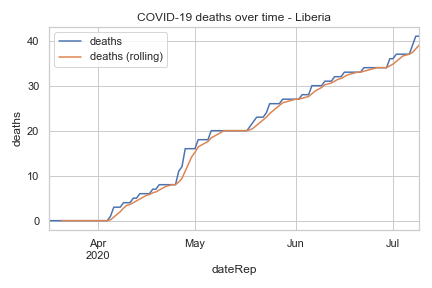 COVID-19 deaths over time - Liberia
deaths
deaths (rolling)
40
30
20
10
0
deaths
Apr
2020
May
Jun
Jul
dateRep